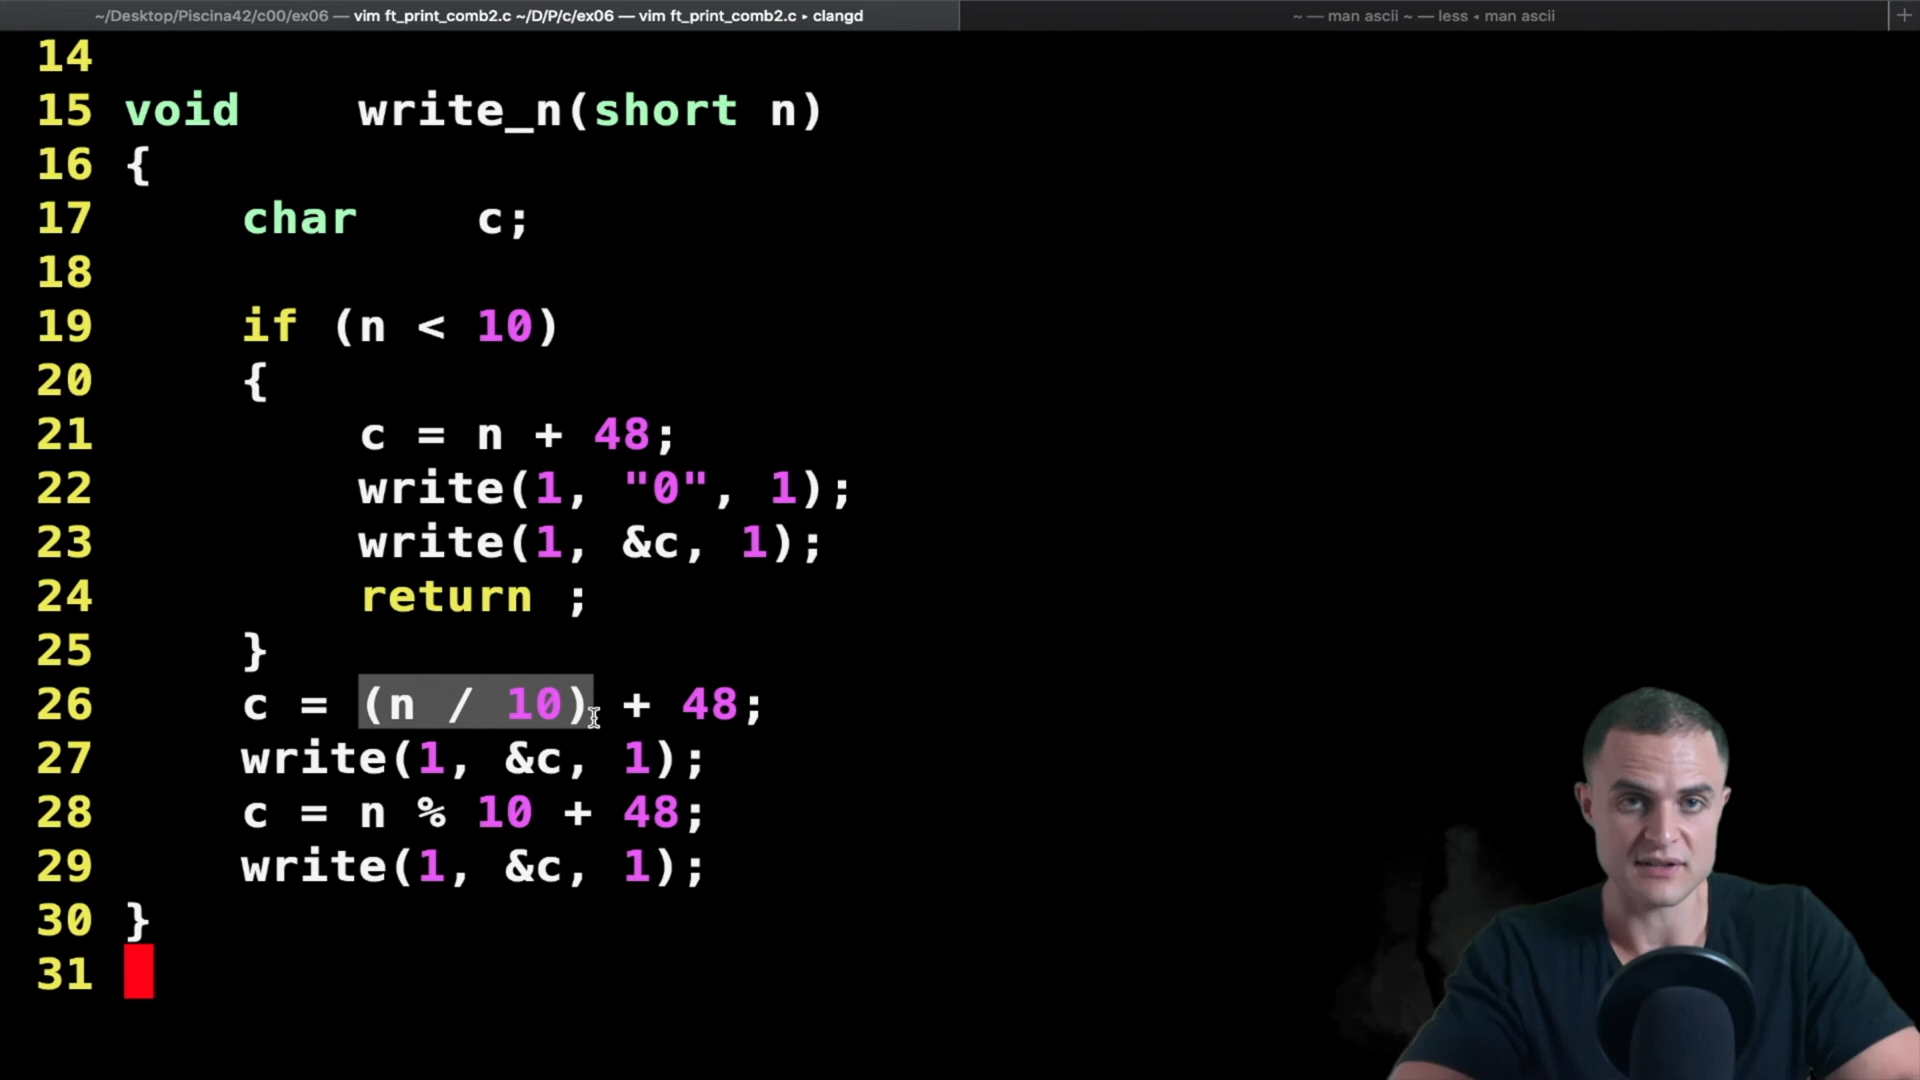 ~/Desktop/Piscina42/c00/ex06 — vim ft_print_comb2.c ~/D/P/c/ex06 — vim ft_print_comb2.c ▸ clangd
~ — man ascii ~ — less ◂ man ascii
+
14
15 void write_n(short n)
16 {
17 char c;
18
19 if (n < 10)
20 {
21 c = n + 48;
22 write(1, "0", 1);
23 write(1, &c, 1);
24 return ;
25 }
26 c = (n / 10) + 48;
27 write(1, &c, 1);
28 c = n % 10 + 48;
29 write(1, &c, 1);
30 }
31